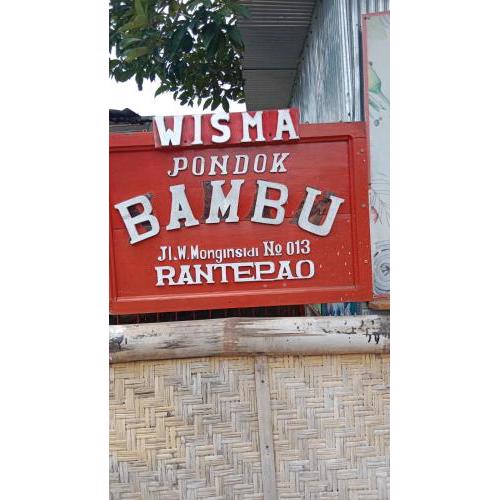 WISMA
PONDOK
BAMBU
Jl.W.Monginsidi No 013
RANTEPAO